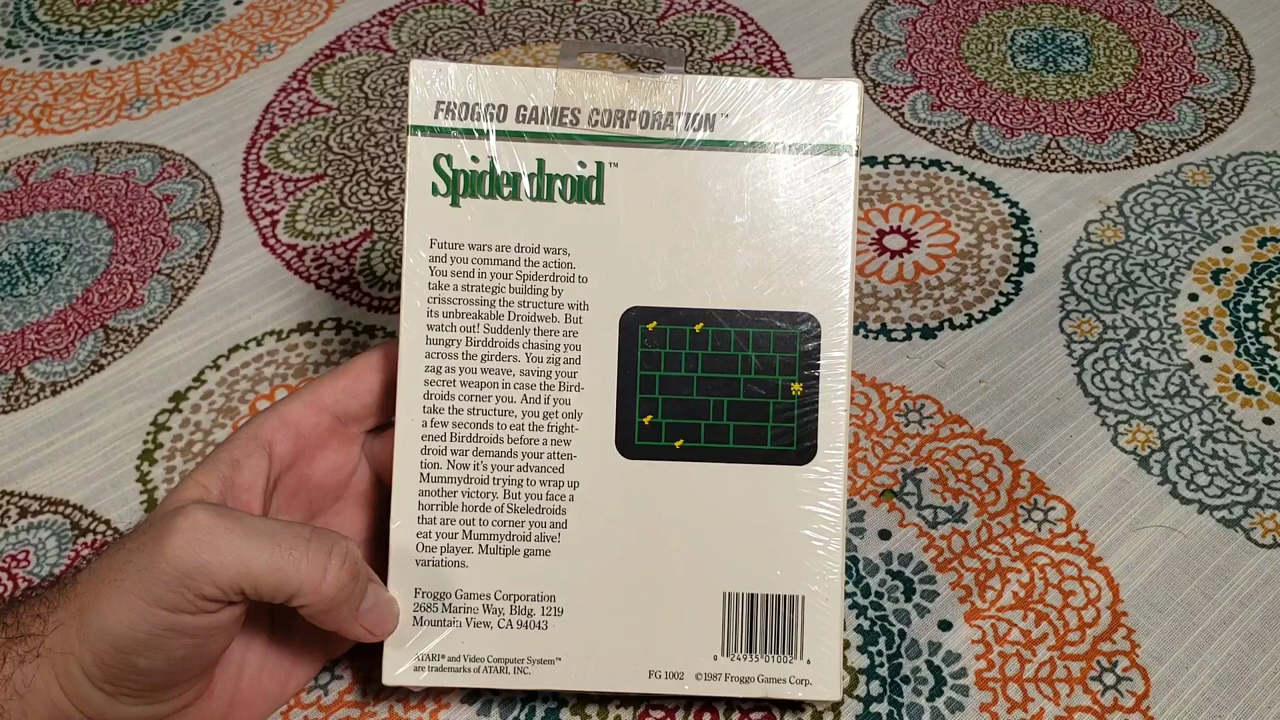 FROGGO GAMES CORPORATION™
Spiderdroid™
Future wars are droid wars,
and you command the action.
You send in your Spiderdroid to
take a strategic building by
crisscrossing the structure with
its unbreakable Droidweb. But
watch out! Suddenly there are
hungry Birddroids chasing you
across the girders. You zig and
zag as you weave, saving your
secret weapon in case the Bird-
droids corner you. And if you
take the structure, you get only
a few seconds to eat the fright-
ened Birddroids before a new
droid war demands your atten-
tion. Now it's your advanced
Mummydroid trying to wrap up
another victory. But you face a
horrible horde of Skeledroids
that are out to corner you and
eat your Mummydroid alive!
One player. Multiple game
variations.
Froggo Games Corporation
2685 Marine Way, Bldg. 1219
Mountain View, CA 94043
ATARI® and Video Computer System™
are trademarks of ATARI, INC.
0 24935 01002 6
FG 1002 ©1987 Froggo Games Corp.